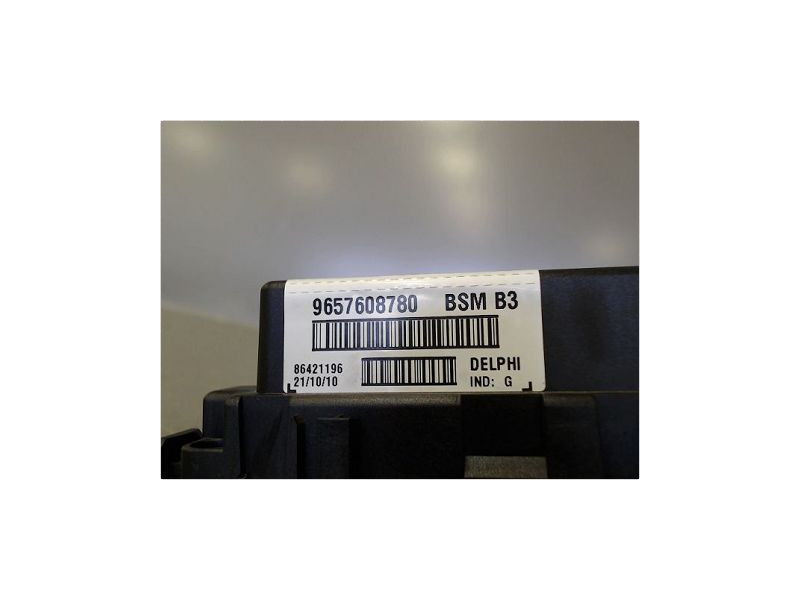 9657608780 BSM B3
86421196 DELPHI
21/10/10 IND: G